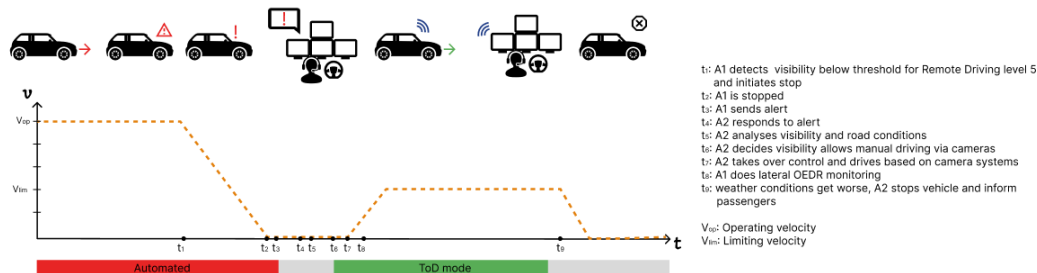 !
!
v
Vop
Vlim
t₁
t₂
t₃
t₄
t₅
t₆
t₇
t₈
t₉
t
Automated
ToD mode
t₁: A1 detects visibility below threshold for Remote Driving level 5
and initiates stop
t₂: A1 is stopped
t₃: A1 sends alert
t₄: A2 responds to alert
t₅: A2 analyses visibility and road conditions
t₆: A2 decides visibility allows manual driving via cameras
t₇: A2 takes over control and drives based on camera systems
t₈: A1 does lateral OEDR monitoring
t₉: weather conditions get worse, A2 stops vehicle and inform
passengers
Vop: Operating velocity
Vlim: Limiting velocity